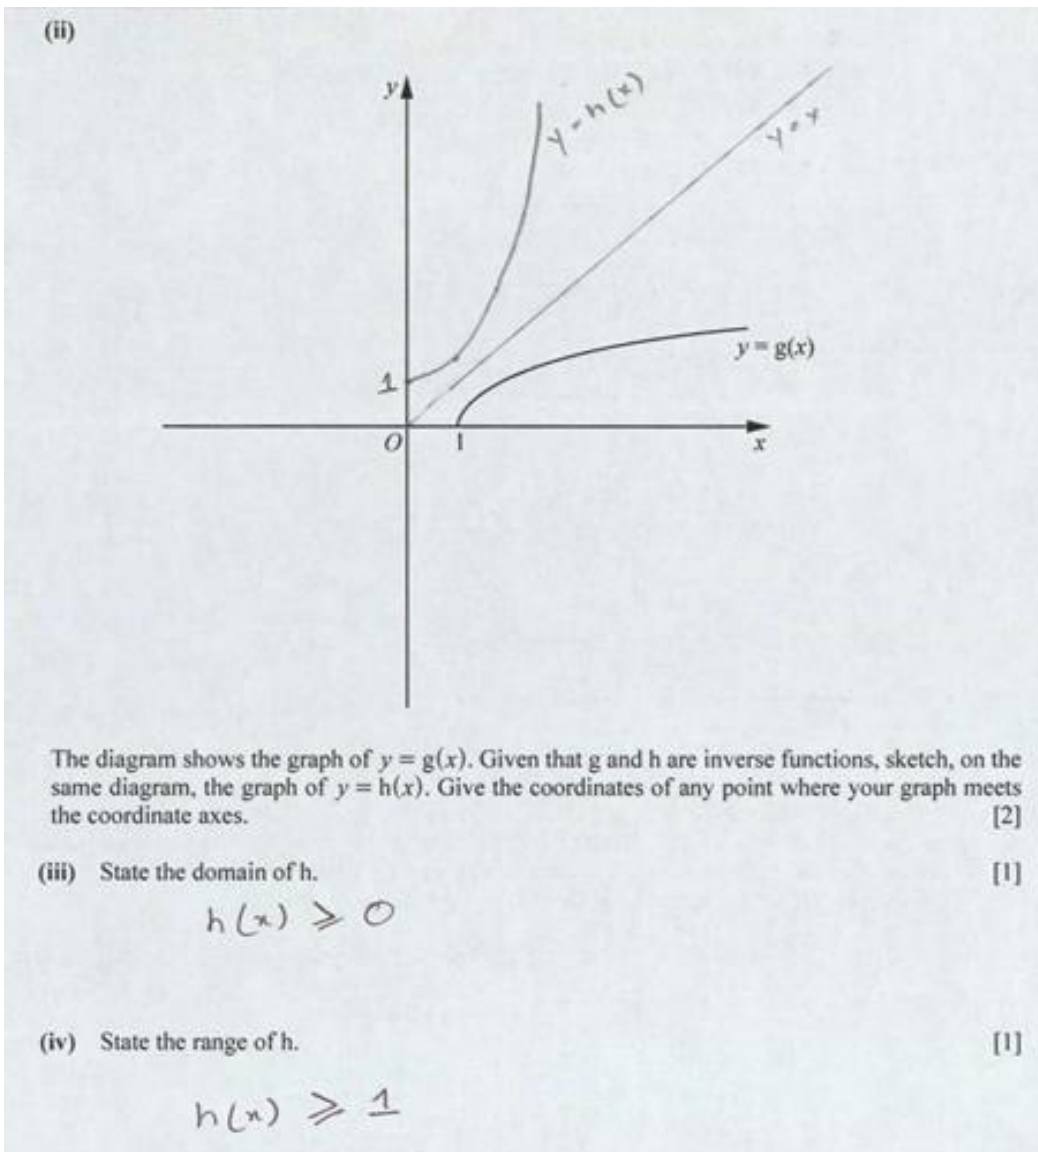 (ii)
y
y = h(x)
y = x
y = g(x)
1
O
1
x
The diagram shows the graph of y = g(x). Given that g and h are inverse functions, sketch, on the
same diagram, the graph of y = h(x). Give the coordinates of any point where your graph meets
the coordinate axes. [2]
(iii) State the domain of h. [1]
h(x) ⩾ 0
(iv) State the range of h. [1]
h(x) ⩾ 1